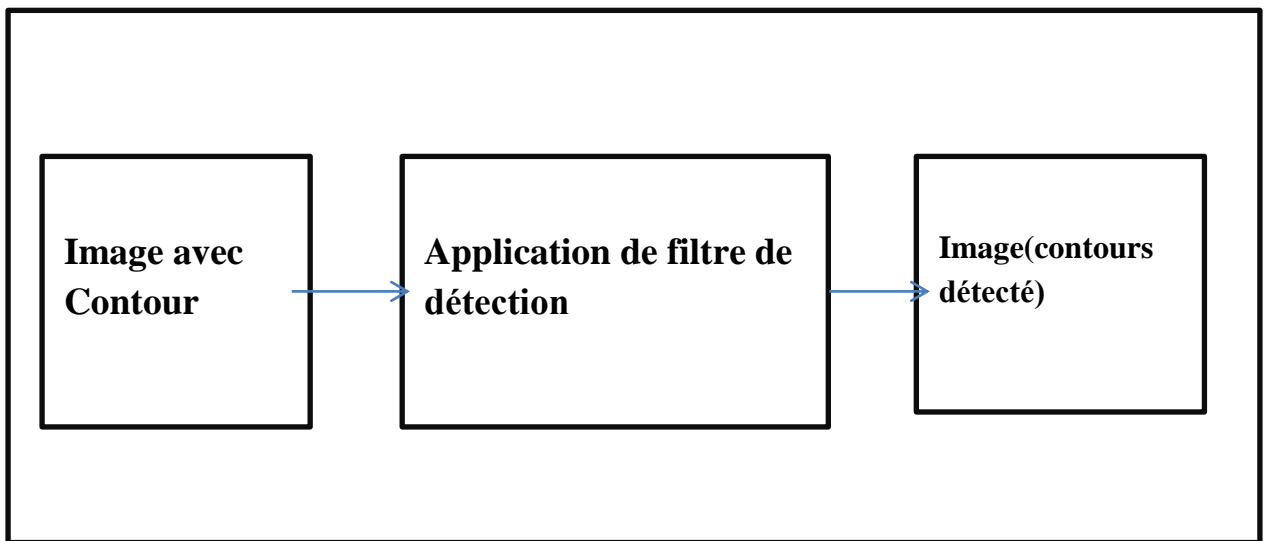 Image avec
Contour
Application de filtre de
détection
Image(contours
détecté)